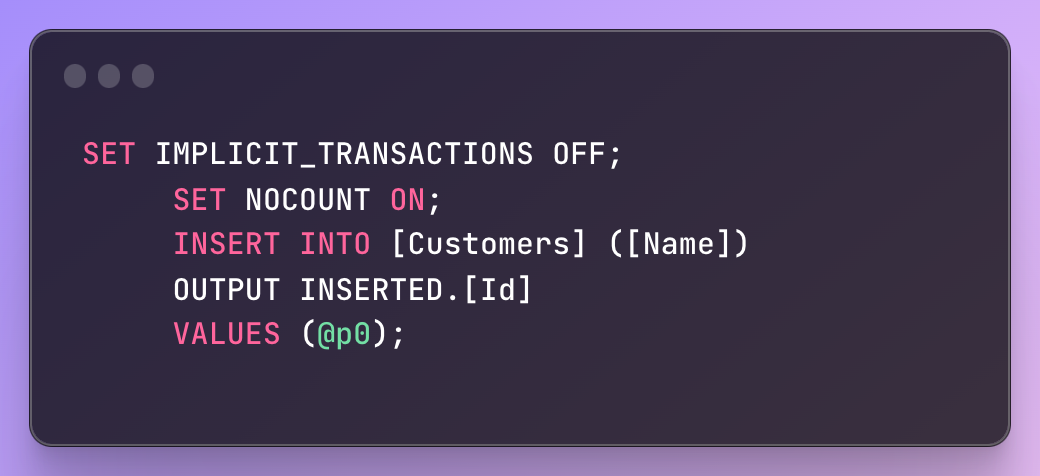 SET IMPLICIT_TRANSACTIONS OFF;
SET NOCOUNT ON;
INSERT INTO [Customers] ([Name])
OUTPUT INSERTED.[Id]
VALUES (@p0);